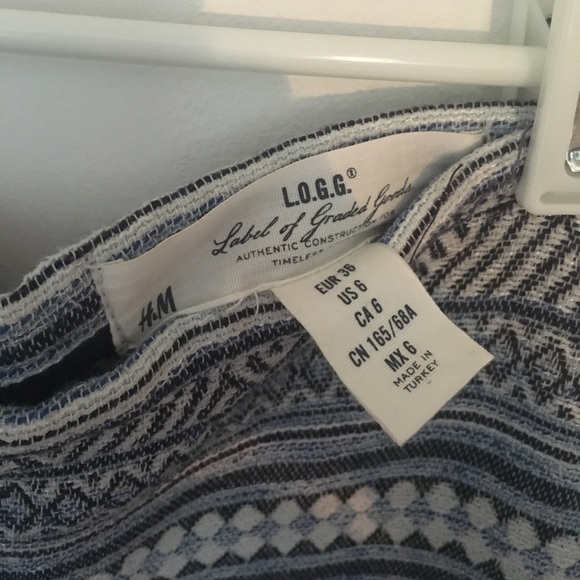 L.O.G.G.®
Label of Graded Goods
AUTHENTIC CONSTRUCTION FOR
TIMELESS
H&M
EUR 36
US 6
CA 6
CN 165/68A
MX 6
MADE IN
TURKEY